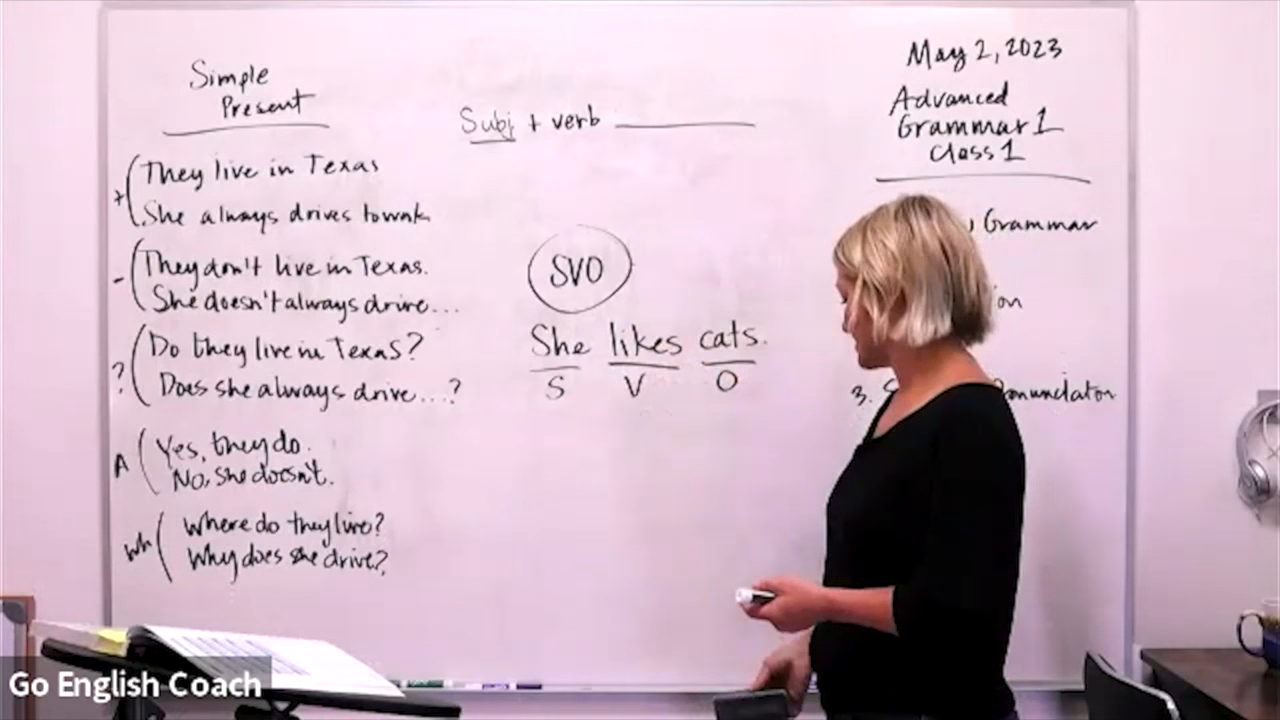 Simple
Present
+
They live in Texas
She always drives to work
-
They don't live in Texas.
She doesn't always drive...
?
Do they live in Texas?
Does she always drive....?
A
Yes, they do.
No, she doesn't.
Wh
Where do they live?
Why does she drive?
Subj + verb
SVO
She likes cats.
S V O
May 2, 2023
Advanced
Grammar 1
Class 1
Grammar
3.
Go English Coach